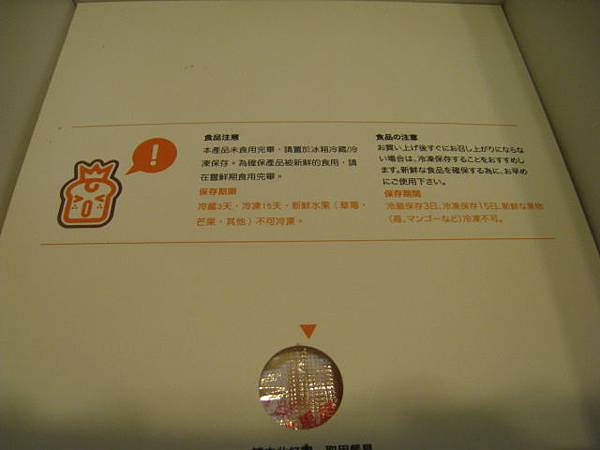 !
食品注意
本產品未食用完畢，請置於冰箱冷藏/冷
凍保存。為確保產品被新鮮的食用，請
在嘗鮮期食用完畢。
保存期間
冷藏3天，冷凍15天，新鮮水果（草莓，
芒果，其他）不可冷凍。
食品の注意
お買い上げ後すぐにお召し上がりにならな
い場合は、冷凍保存することをおすすめし
ます。新鮮な食品を確保する為に、お早め
にご使用下さい。
保存期間
冷蔵保存3日、冷凍保存15日、新鮮な果物
（苺、マンゴーなど）冷凍不可。